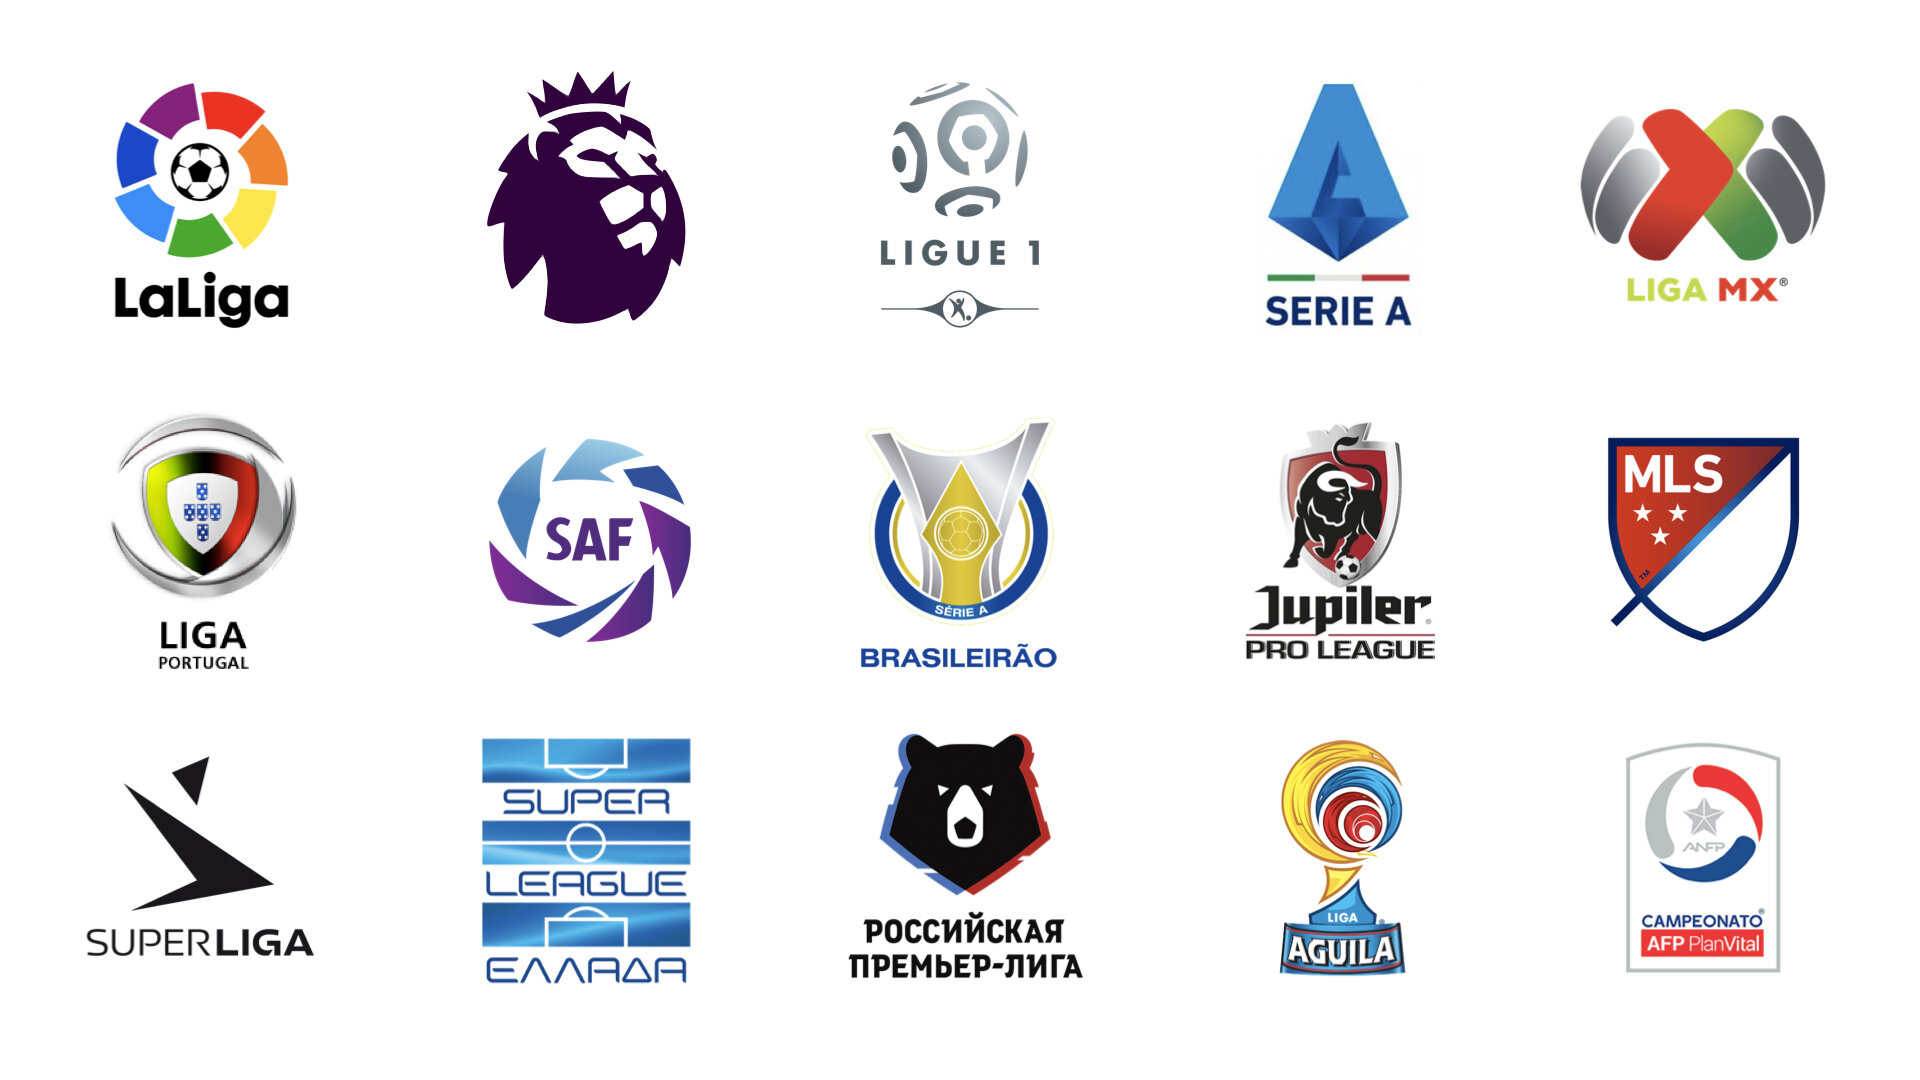 LaLiga
LIGUE 1
SERIE A
LIGA MX®
LIGA
PORTUGAL
SAF
SÉRIE A
BRASILEIRÃO
Jupiler®
PRO LEAGUE
MLS
TM
SUPERLIGA
SUPER
LEAGUE
ΕΛΛΑΔΑ
РОССИЙСКАЯ
ПРЕМЬЕР-ЛИГА
LIGA
AGUILA®
ANFP
CAMPEONATO®
AFP PlanVital